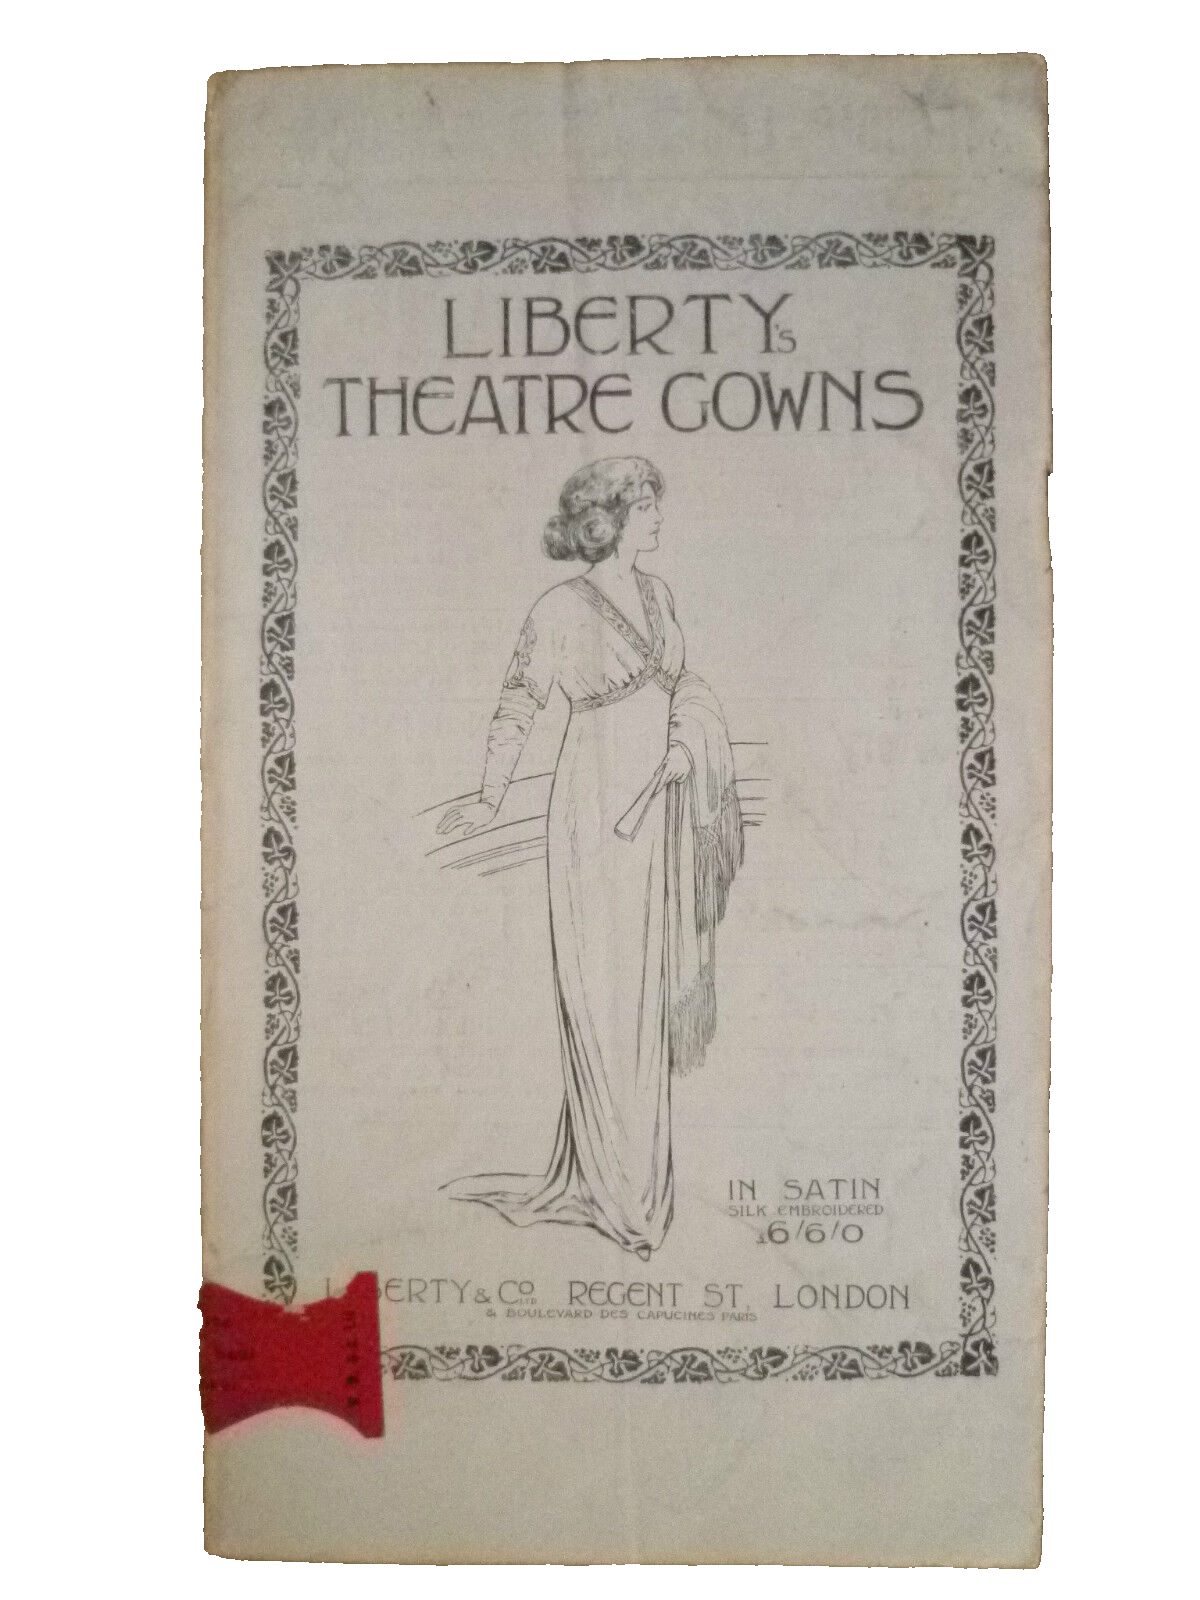 LIBERTY's
THEATRE GOWNS
IN SATIN
SILK EMBROIDERED
£6/6/0
LIBERTY & Co LTD REGENT ST, LONDON
& BOULEVARD DES CAPUCINES PARIS